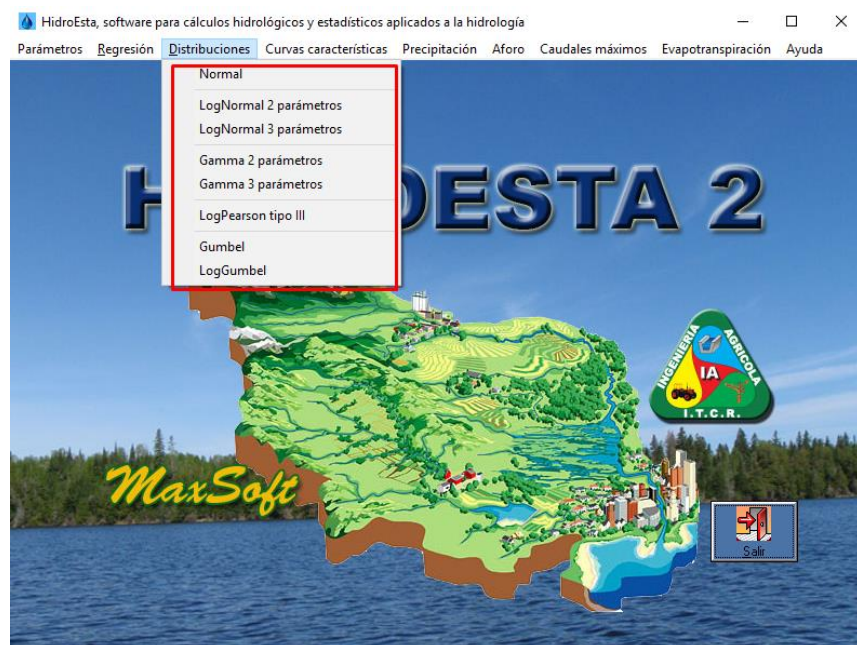 HidroEsta, software para cálculos hidrológicos y estadísticos aplicados a la hidrología
Parámetros Regresión Distribuciones Curvas características Precipitación Aforo Caudales máximos Evapotranspiración Ayuda
Normal
LogNormal 2 parámetros
LogNormal 3 parámetros
Gamma 2 parámetros
Gamma 3 parámetros
LogPearson tipo III
Gumbel
LogGumbel
H OESTA 2
INGENIERIA AGRICOLA
IA
I.T.C.R.
MaxSoft
Salir